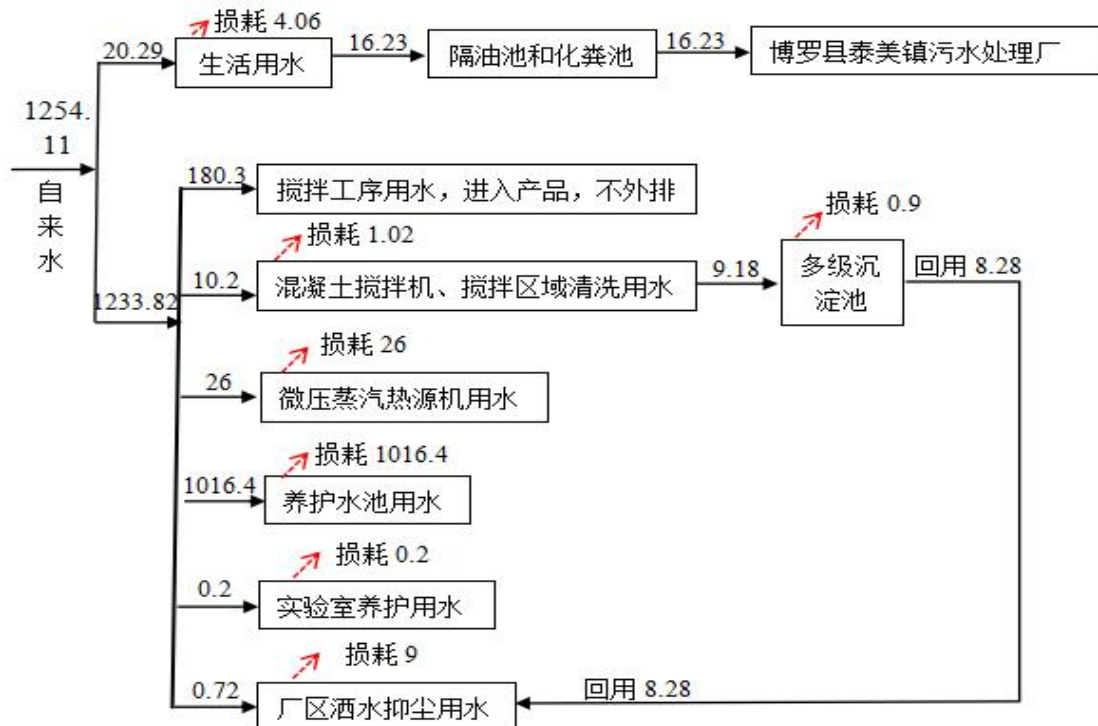 损耗 4.06
20.29
生活用水
16.23
隔油池和化粪池
16.23
博罗县泰美镇污水处理厂
1254.
11
自
来
水
1233.82
180.3
搅拌工序用水，进入产品，不外排
损耗 1.02
10.2
混凝土搅拌机、搅拌区域清洗用水
9.18
损耗 0.9
多级沉
淀池
回用 8.28
损耗 26
26
微压蒸汽热源机用水
损耗 1016.4
1016.4
养护水池用水
损耗 0.2
0.2
实验室养护用水
损耗 9
0.72
厂区洒水抑尘用水
回用 8.28